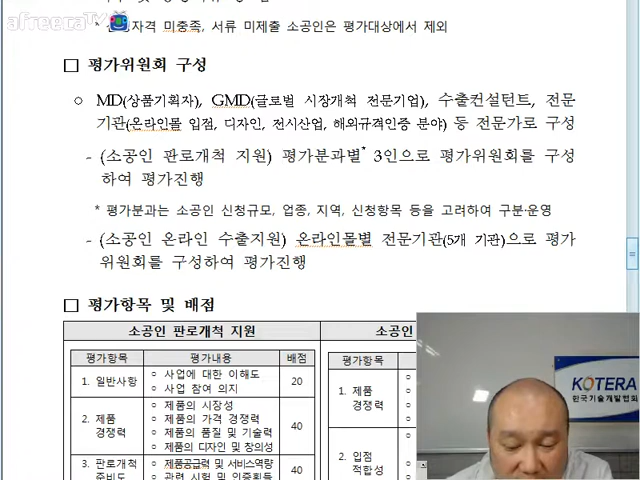 afreecaTV
* 신청자격 미충족, 서류 미제출 소공인은 평가대상에서 제외
□ 평가위원회 구성
○ MD(상품기획자), GMD(글로벌 시장개척 전문기업), 수출컨설턴트, 전문
기관(온라인몰 입점, 디자인, 전시산업, 해외규격인증 분야) 등 전문가로 구성
- (소공인 판로개척 지원) 평가분과별* 3인으로 평가위원회를 구성
하여 평가진행
* 평가분과는 소공인 신청규모, 업종, 지역, 신청항목 등을 고려하여 구분·운영
- (소공인 온라인 수출지원) 온라인몰별 전문기관(5개 기관)으로 평가
위원회를 구성하여 평가진행
□ 평가항목 및 배점
소공인 판로개척 지원 소공인
평가항목 평가내용 배점 평가항목
1. 일반사항 ○ 사업에 대한 이해도 20
○ 사업 참여 의지
2. 제품 경쟁력 ○ 제품의 시장성 40
○ 제품의 가격 경쟁력
○ 제품의 품질 및 기술력
○ 제품의 디자인 및 창의성
3. 판로개척 준비도 ○ 제품공급력 및 서비스역량 40
○ 관련 시험 및 인증획득
1. 제품
경쟁력
2. 입점
적합성
KOTERA
한국기술개발협회